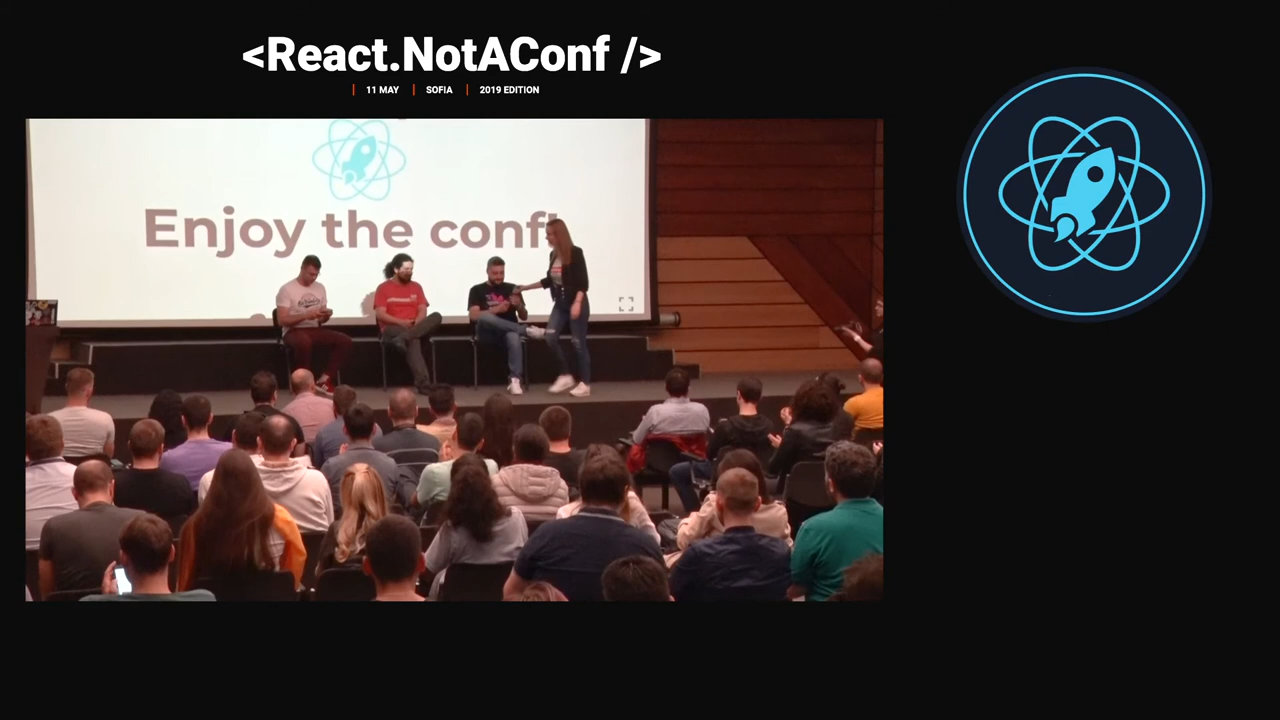 <React.NotAConf />
11 MAY | SOFIA | 2019 EDITION
Enjoy the conf!